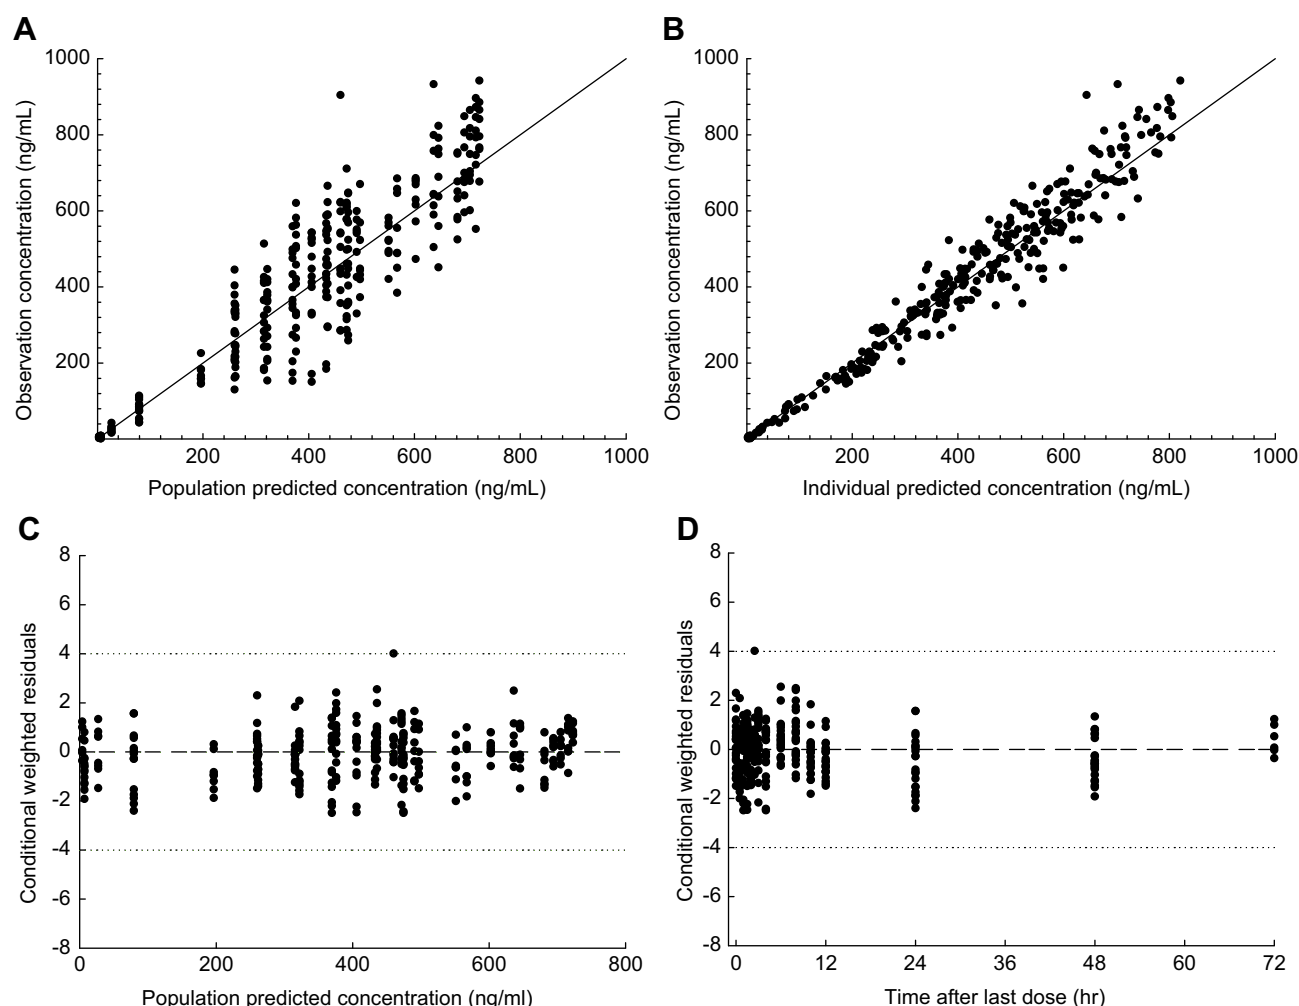 A
Observation concentration (ng/mL)
1000
800
600
400
200
200 400 600 800 1000
Population predicted concentration (ng/mL)
B
Observation concentration (ng/mL)
1000
800
600
400
200
200 400 600 800 1000
Individual predicted concentration (ng/mL)
C
Conditional weighted residuals
8
6
4
2
0
-2
-4
-6
-8
0 200 400 600 800
Population predicted concentration (ng/ml)
D
Conditional weighted residuals
8
6
4
2
0
-2
-4
-6
-8
0 12 24 36 48 60 72
Time after last dose (hr)